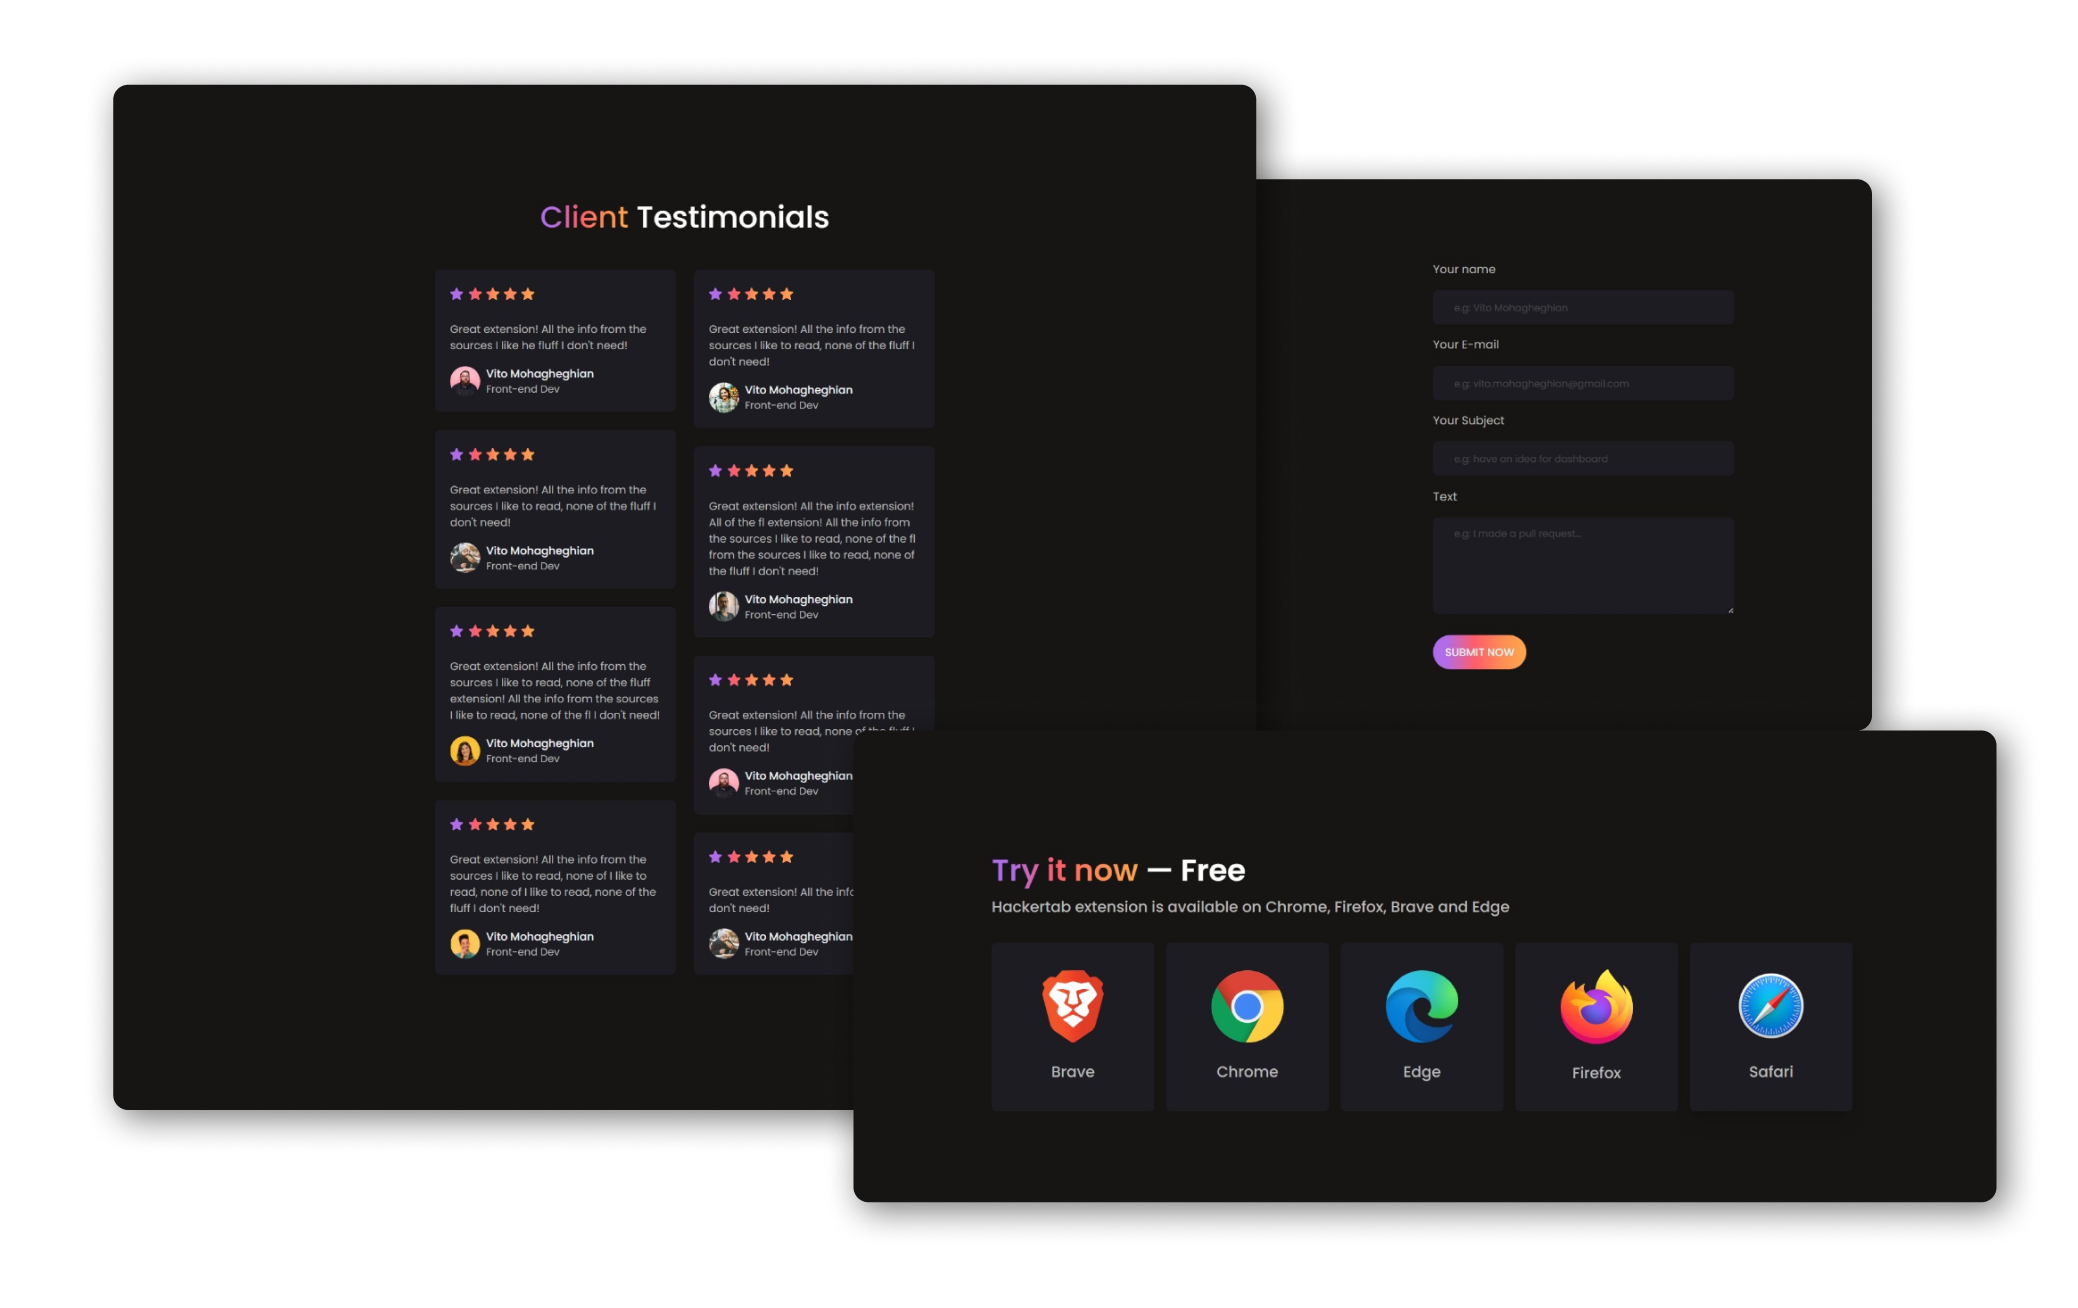 Client Testimonials
Great extension! All the info from the
sources I like he fluff I don't need!
Vito Mohagheghian
Front-end Dev
Great extension! All the info from the
sources I like to read, none of the fluff I
don't need!
Vito Mohagheghian
Front-end Dev
Great extension! All the info from the
sources I like to read, none of the fluff
extension! All the info from the sources
I like to read, none of the fl I don't need!
Vito Mohagheghian
Front-end Dev
Great extension! All the info from the
sources I like to read, none of I like to
read, none of I like to read, none of the
fluff I don't need!
Vito Mohagheghian
Front-end Dev
Great extension! All the info from the
sources I like to read, none of the fluff I
don't need!
Vito Mohagheghian
Front-end Dev
Great extension! All the info extension!
All of the fl extension! All the info from
the sources I like to read, none of the fl
from the sources I like to read, none of
the fluff I don't need!
Vito Mohagheghian
Front-end Dev
Great extension! All the info from the
sources I like to read, none of the fluff I
don't need!
Vito Mohagheghian
Front-end Dev
Great extension! All the info
don't need!
Vito Mohagheghian
Front-end Dev
Your name
e.g: Vito Mohagheghian
Your E-mail
e.g: vito.mohagheghian@gmail.com
Your Subject
e.g. have an idea for dashboard
Text
e.g: I made a pull request...
SUBMIT NOW
Try it now — Free
Hackertab extension is available on Chrome, Firefox, Brave and Edge
Brave
Chrome
Edge
Firefox
Safari